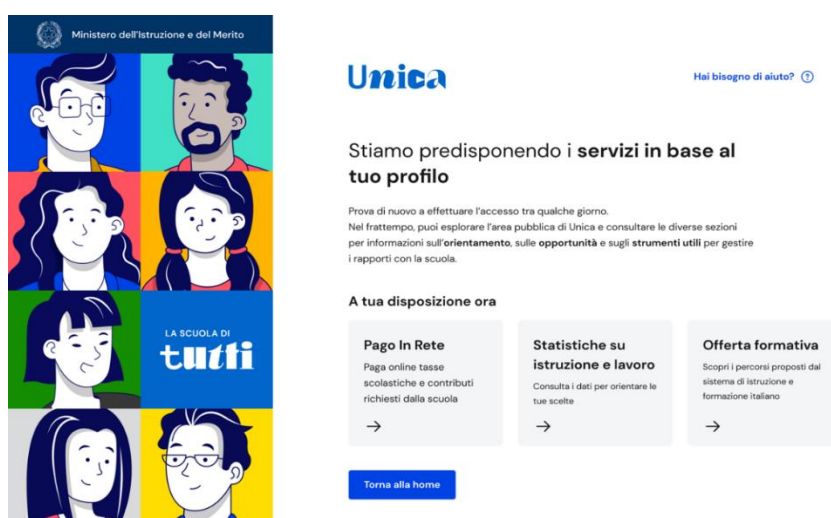 Ministero dell'Istruzione e del Merito
LA SCUOLA DI
tutti
Unica
Hai bisogno di aiuto? ?
Stiamo predisponendo i servizi in base al
tuo profilo
Prova di nuovo a effettuare l'accesso tra qualche giorno.
Nel frattempo, puoi esplorare l'area pubblica di Unica e consultare le diverse sezioni
per informazioni sull'orientamento, sulle opportunità e sugli strumenti utili per gestire
i rapporti con la scuola.
A tua disposizione ora
Pago In Rete
Paga online tasse
scolastiche e contributi
richiesti dalla scuola
Statistiche su
istruzione e lavoro
Consulta i dati per orientare le
tue scelte
Offerta formativa
Scopri i percorsi proposti dal
sistema di istruzione e
formazione italiano
Torna alla home